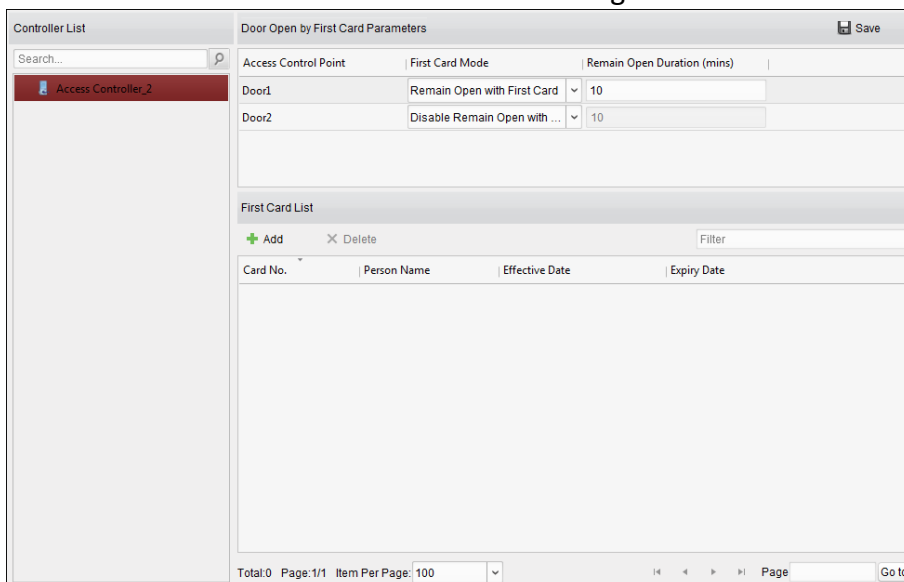 Controller List
Search...
Access Controller_2
Door Open by First Card Parameters
Save
Access Control Point First Card Mode Remain Open Duration (mins)
Door1 Remain Open with First Card 10
Door2 Disable Remain Open with ... 10
First Card List
Add Delete Filter
Card No. Person Name Effective Date Expiry Date
Total:0 Page:1/1 Item Per Page: 100 Page Go to